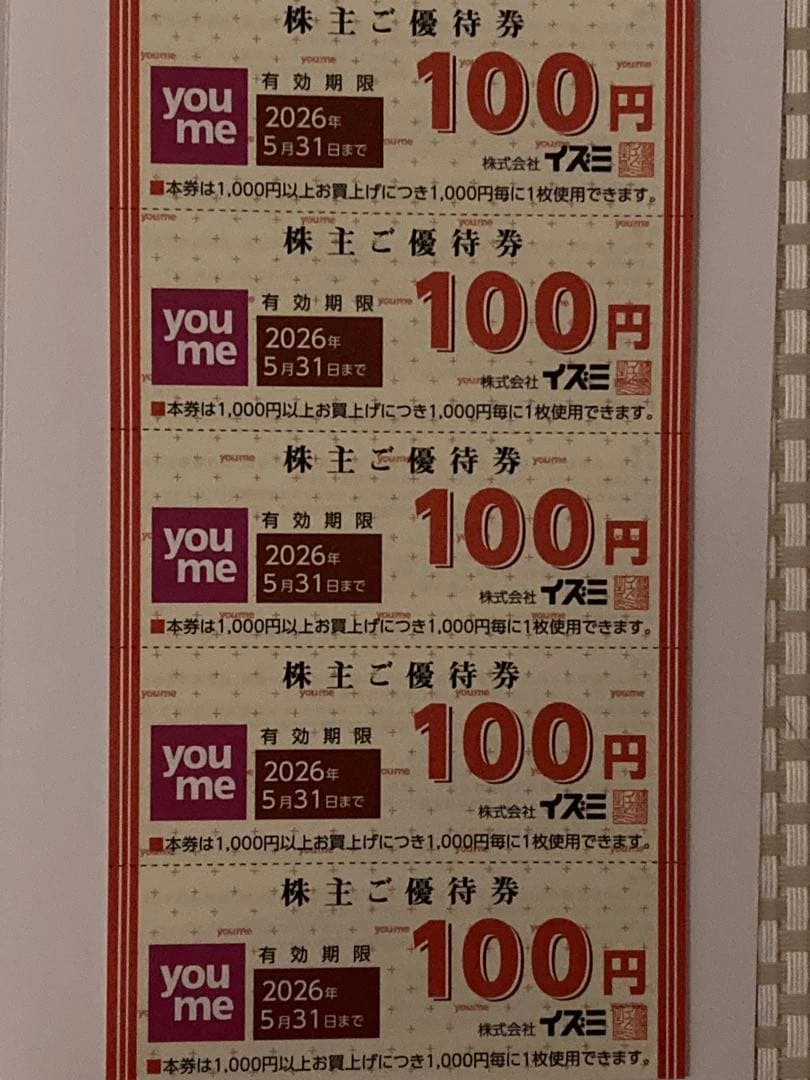 株主ご優待券
you me
有効期限
2026年
5月31日まで
100円
株式会社 イズミ
■本券は1,000円以上お買上げにつき1,000円毎に1枚使用できます。
株主ご優待券
you me
有効期限
2026年
5月31日まで
100円
株式会社 イズミ
■本券は1,000円以上お買上げにつき1,000円毎に1枚使用できます。
株主ご優待券
you me
有効期限
2026年
5月31日まで
100円
株式会社 イズミ
■本券は1,000円以上お買上げにつき1,000円毎に1枚使用できます。
株主ご優待券
you me
有効期限
2026年
5月31日まで
100円
株式会社 イズミ
■本券は1,000円以上お買上げにつき1,000円毎に1枚使用できます。
株主ご優待券
you me
有効期限
2026年
5月31日まで
100円
株式会社 イズミ
■本券は1,000円以上お買上げにつき1,000円毎に1枚使用できます。